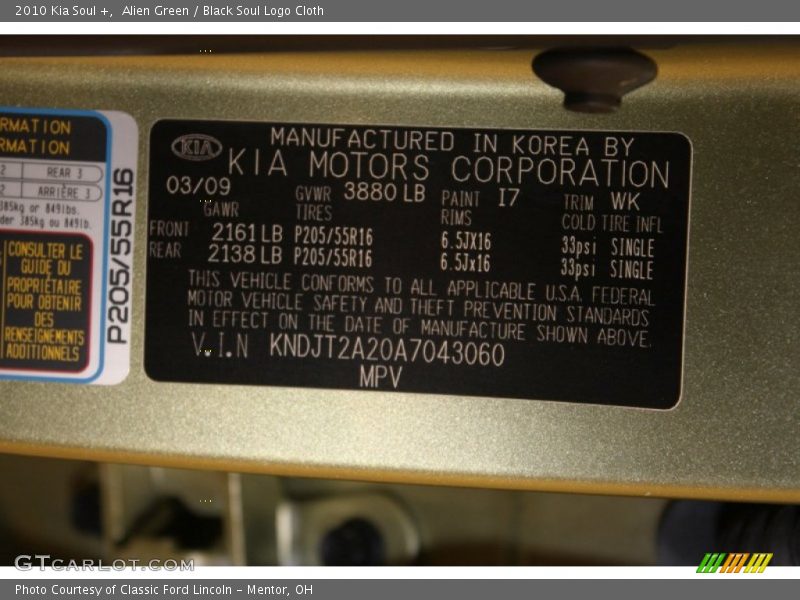 2010 Kia Soul +,  Alien Green / Black Soul Logo Cloth
RMATION
RMATION
2 REAR 3
2 ARRIÈRE 3
385kg or 849lbs.
der 385kg ou 849lb.
CONSULTER LE
GUIDE DU
PROPRIÉTAIRE
POUR OBTENIR
DES
RENSEIGNEMENTS
ADDITIONNELS
P205/55R16
KIA
MANUFACTURED IN KOREA BY
KIA MOTORS CORPORATION
03/09 GVWR 3880 LB PAINT I7 TRIM WK
GAWR TIRES RIMS COLD TIRE INFL
FRONT 2161 LB P205/55R16 6.5JX16 33psi SINGLE
REAR 2138 LB P205/55R16 6.5Jx16 33psi SINGLE
THIS VEHICLE CONFORMS TO ALL APPLICABLE U.S.A. FEDERAL
MOTOR VEHICLE SAFETY AND THEFT PREVENTION STANDARDS
IN EFFECT ON THE DATE OF MANUFACTURE SHOWN ABOVE.
V.I.N KNDJT2A20A7043060
MPV
GTCARLOT.COM
Photo Courtesy of Classic Ford Lincoln - Mentor, OH